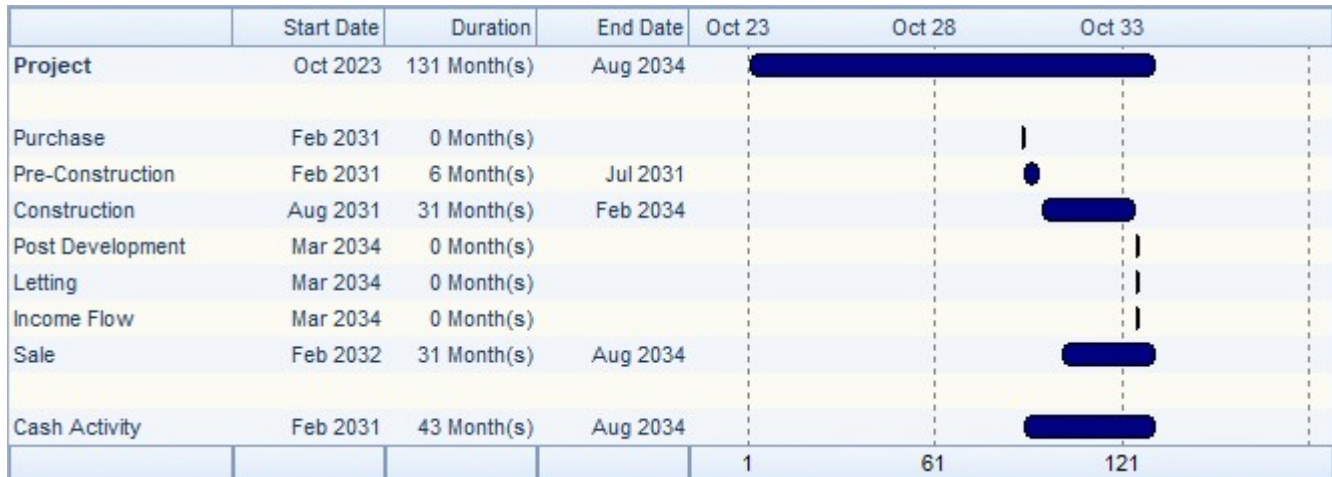 Start Date Duration End Date Oct 23 Oct 28 Oct 33
Project Oct 2023 131 Month(s) Aug 2034
Purchase Feb 2031 0 Month(s)
Pre-Construction Feb 2031 6 Month(s) Jul 2031
Construction Aug 2031 31 Month(s) Feb 2034
Post Development Mar 2034 0 Month(s)
Letting Mar 2034 0 Month(s)
Income Flow Mar 2034 0 Month(s)
Sale Feb 2032 31 Month(s) Aug 2034
Cash Activity Feb 2031 43 Month(s) Aug 2034
1 61 121